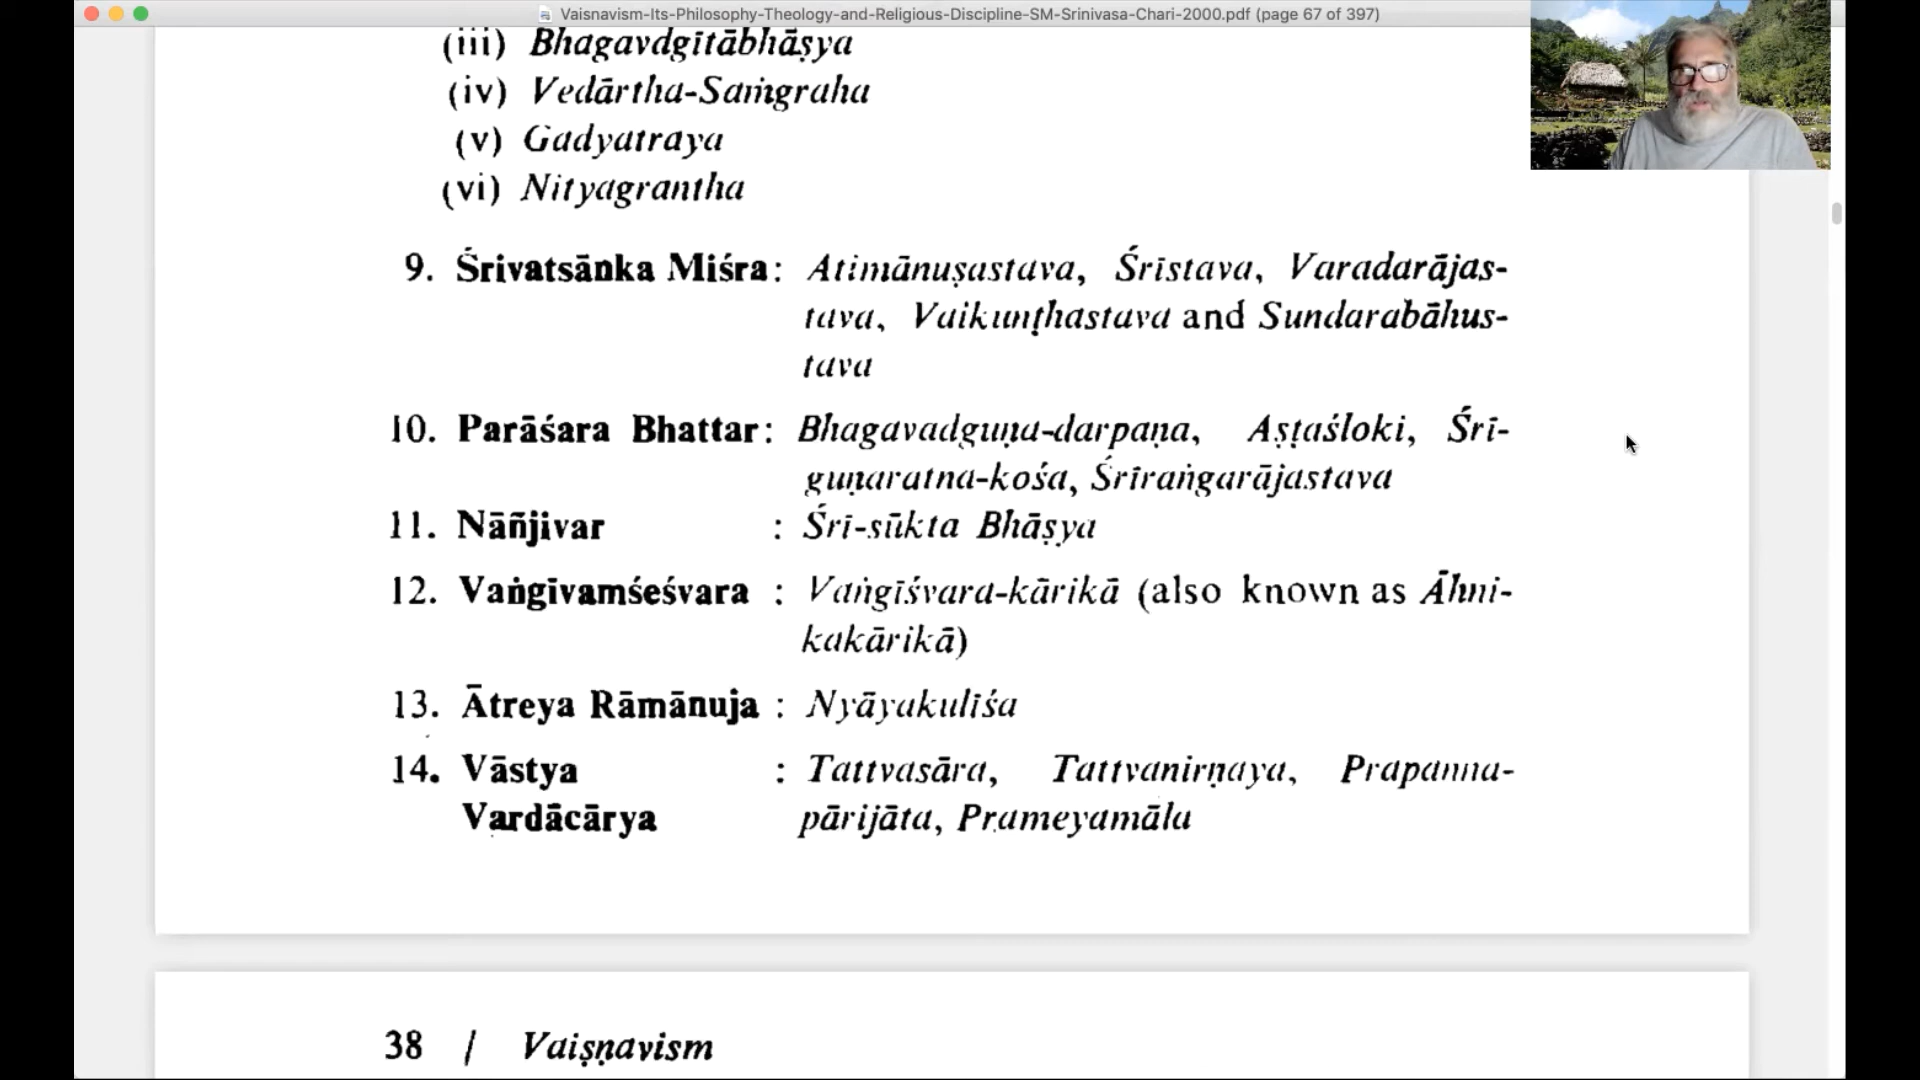 Vaisnavism-Its-Philosophy-Theology-and-Religious-Discipline-SM-Srinivasa-Chari-2000.pdf (page 67 of 397)
(iii) Bhagavdgītābhāṣya
(iv) Vedārtha-Saṁgraha
(v) Gadyatraya
(vi) Nityagrantha
9. Śrivatsāṅka Miśra: Atimānuṣastava, Śrīstava, Varadarājas-
tava, Vaikuṇṭhastava and Sundarabāhus-
tava
10. Parāśara Bhattar: Bhagavadguṇa-darpaṇa, Aṣṭaśloki, Śrī-
guṇaratna-kośa, Śrīraṅgarājastava
11. Nāñjivar : Śrī-sūkta Bhāṣya
12. Vaṅgīvamśeśvara : Vaṅgīśvara-kārikā (also known as Āhni-
kakārikā)
13. Ātreya Rāmānuja : Nyāyakuliśa
14. Vāstya : Tattvasāra, Tattvanirṇaya, Prapanna-
Vardācārya pārijāta, Prameyamāla
38 / Vaiṣṇavism